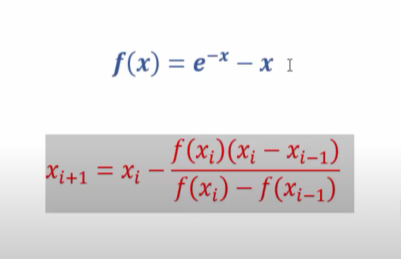 f(x) = e^{-x} − x
x_{i+1} = x_i − \frac{f(x_i)(x_i − x_{i−1})}{f(x_i) − f(x_{i−1})}